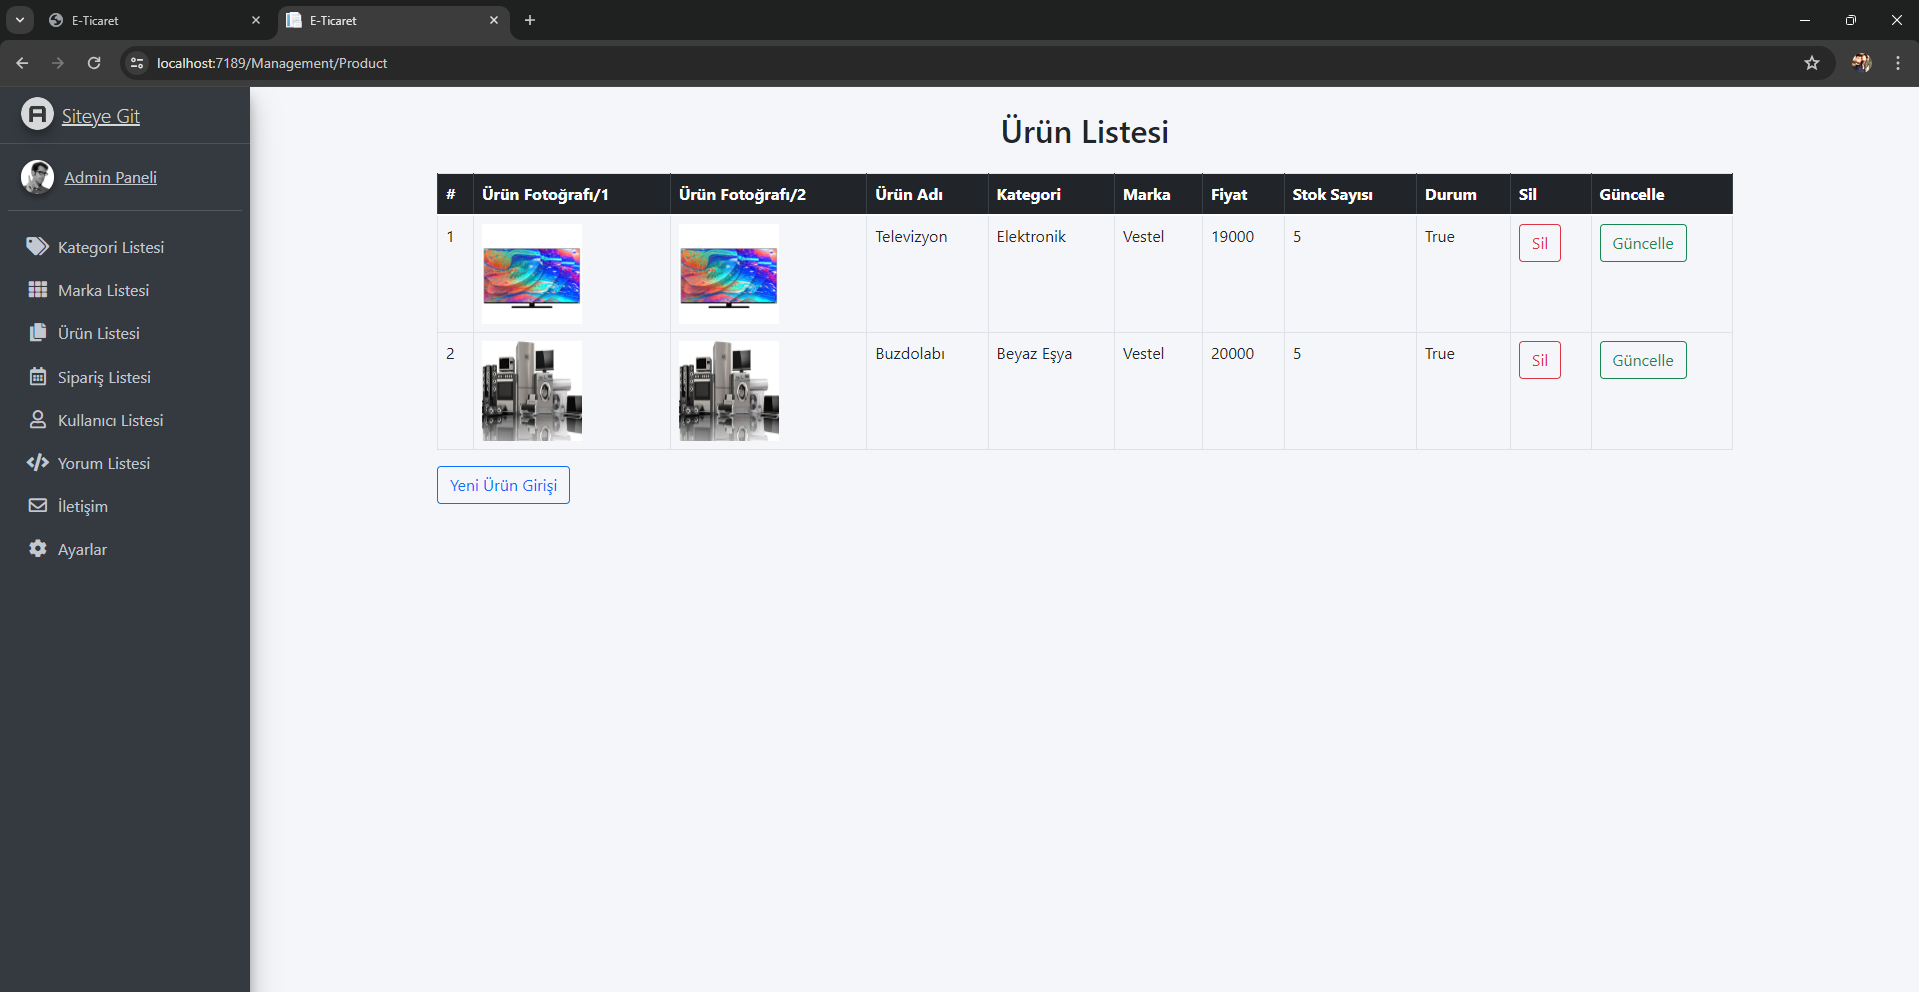 E-Ticaret
E-Ticaret
localhost:7189/Management/Product
Siteye Git
Admin Paneli
Kategori Listesi
Marka Listesi
Ürün Listesi
Sipariş Listesi
Kullanıcı Listesi
Yorum Listesi
İletişim
Ayarlar
Ürün Listesi
# Ürün Fotoğrafı/1 Ürün Fotoğrafı/2 Ürün Adı Kategori Marka Fiyat Stok Sayısı Durum Sil Güncelle
1 Televizyon Elektronik Vestel 19000 5 True Sil Güncelle
2 Buzdolabı Beyaz Eşya Vestel 20000 5 True Sil Güncelle
Yeni Ürün Girişi